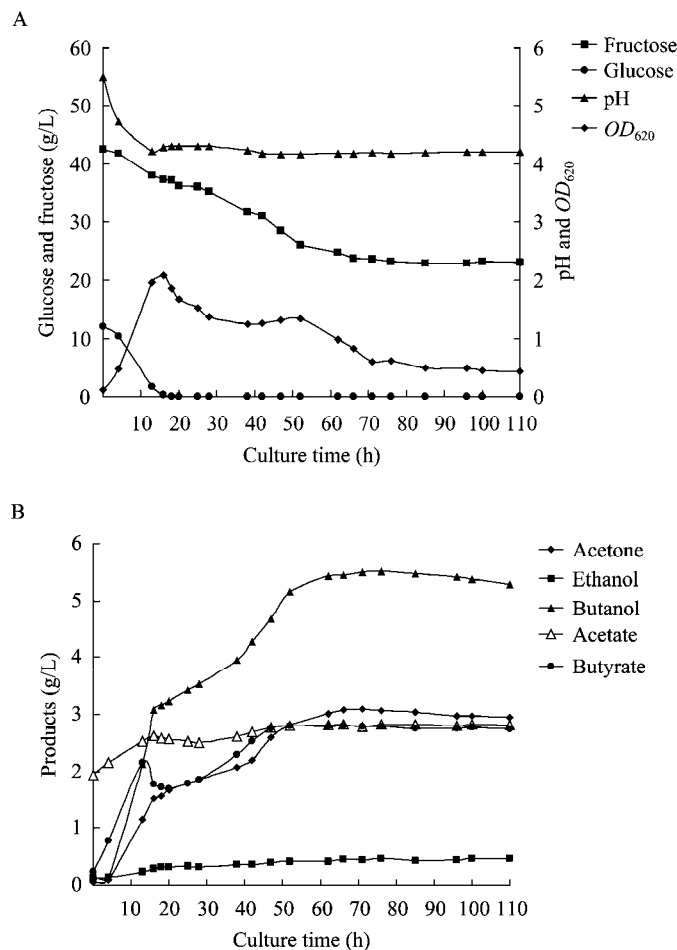 A
Fructose
Glucose
pH
OD620
60
50
40
30
20
10
0
6
5
4
3
2
1
0
Glucose and fructose (g/L)
pH and OD620
10 20 30 40 50 60 70 80 90 100 110
Culture time (h)
B
Acetone
Ethanol
Butanol
Acetate
Butyrate
6
5
4
3
2
1
0
Products (g/L)
10 20 30 40 50 60 70 80 90 100 110
Culture time (h)